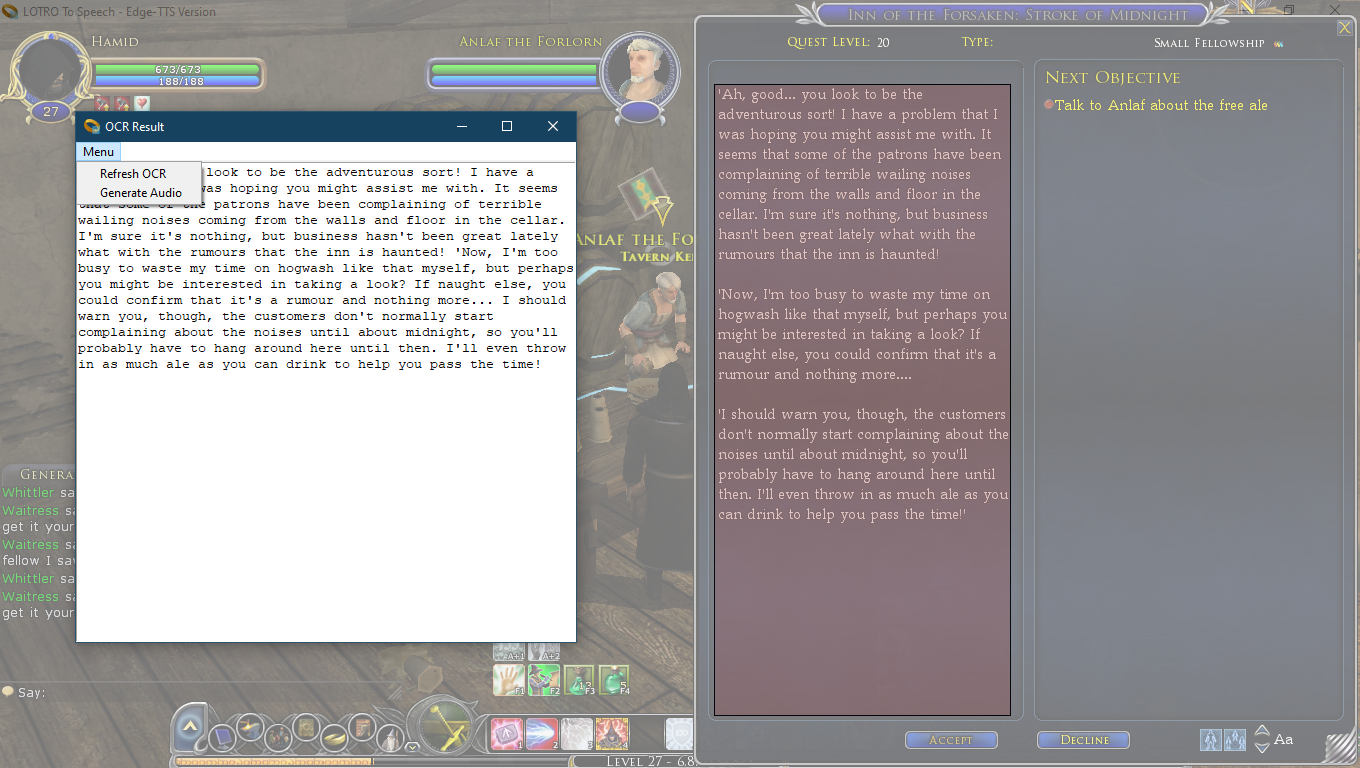 LOTRO To Speech - Edge-TTS Version
Hamid
673/673
188/188
27
Anlaf the Forlorn
OCR Result
Menu
Refresh OCR
Generate Audio
look to be the adventurous sort! I have a
was hoping you might assist me with. It seems
that some of the patrons have been complaining of terrible
wailing noises coming from the walls and floor in the cellar.
I'm sure it's nothing, but business hasn't been great lately
what with the rumours that the inn is haunted! 'Now, I'm too
busy to waste my time on hogwash like that myself, but perhaps
you might be interested in taking a look? If naught else, you
could confirm that it's a rumour and nothing more... I should
warn you, though, the customers don't normally start
complaining about the noises until about midnight, so you'll
probably have to hang around here until then. I'll even throw
in as much ale as you can drink to help you pass the time!
Anlaf the Fo
Tavern Ke
Genera
Whittler sa
Waitress sa
get it your
Waitress sa
fellow I sav
Whittler sa
Waitress sa
get it your
Say:
A+1
A+2
F1
F2
13
F3
5
F4
1
2
3
4
Level 27 - 6.8
Inn of the Forsaken: Stroke of Midnight
Quest Level: 20
Type:
Small Fellowship
'Ah, good... you look to be the
adventurous sort! I have a problem that I
was hoping you might assist me with. It
seems that some of the patrons have been
complaining of terrible wailing noises
coming from the walls and floor in the
cellar. I'm sure it's nothing, but business
hasn't been great lately what with the
rumours that the inn is haunted!
'Now, I'm too busy to waste my time on
hogwash like that myself, but perhaps you
might be interested in taking a look? If
naught else, you could confirm that it's a
rumour and nothing more....
'I should warn you, though, the customers
don't normally start complaining about the
noises until about midnight, so you'll
probably have to hang around here until
then. I'll even throw in as much ale as you
can drink to help you pass the time!'
Next Objective
Talk to Anlaf about the free ale
Accept
Decline
Aa